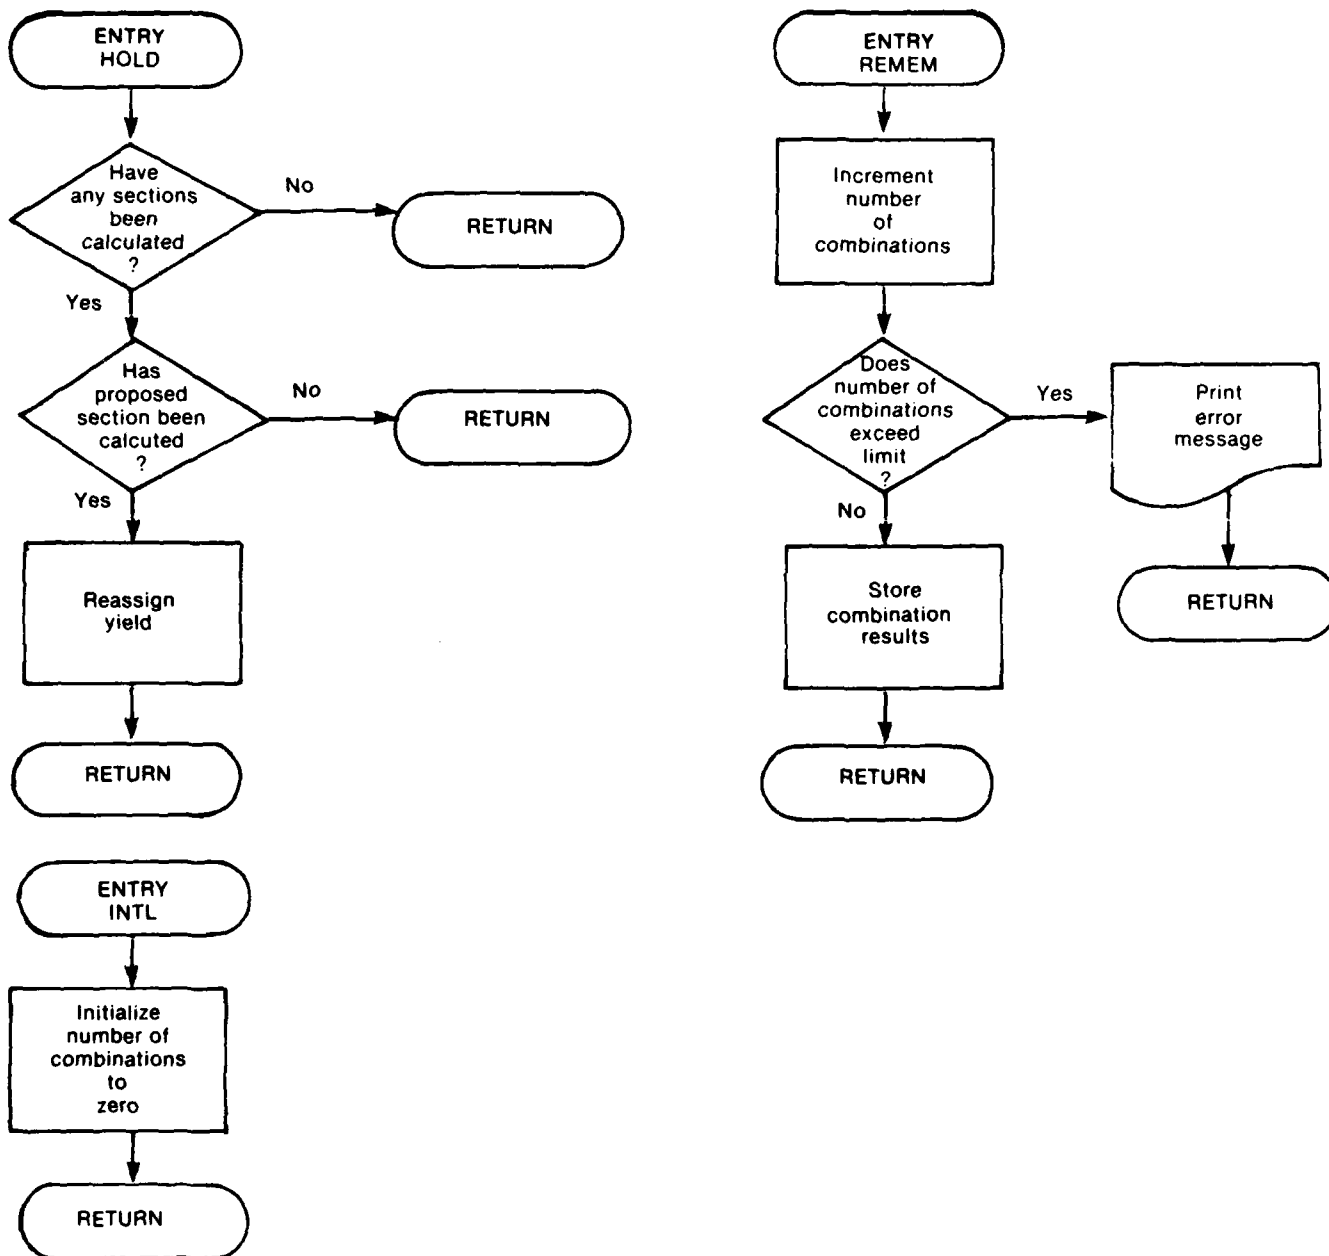 ENTRY
HOLD
Have
any sections
been
calculated
?
No
RETURN
Yes
Has
proposed
section been
calcuted
?
No
RETURN
Yes
Reassign
yield
RETURN
ENTRY
INTL
Initialize
number of
combinations
to
zero
RETURN
ENTRY
REMEM
Increment
number
of
combinations
Does
number of
combinations
exceed
limit
?
Yes
Print
error
message
RETURN
No
Store
combination
results
RETURN